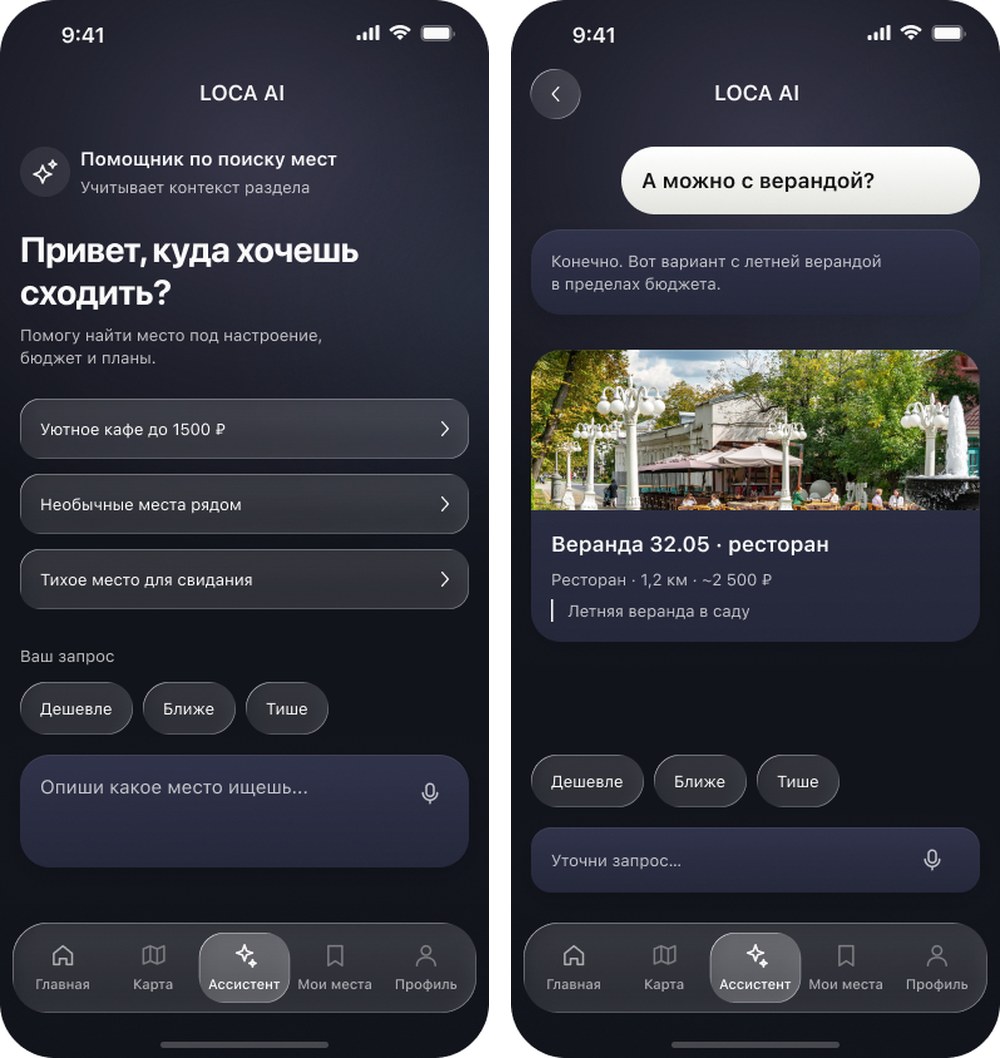 9:41
LOCA AI
Помощник по поиску мест
Учитывает контекст раздела
Привет, куда хочешь
сходить?
Помогу найти место под настроение,
бюджет и планы.
Уютное кафе до 1500 ₽
Необычные места рядом
Тихое место для свидания
Ваш запрос
Дешевле
Ближе
Тише
Опиши какое место ищешь...
Главная
Карта
Ассистент
Мои места
Профиль
9:41
LOCA AI
А можно с верандой?
Конечно. Вот вариант с летней верандой
в пределах бюджета.
Веранда 32.05 · ресторан
Ресторан · 1,2 км · ~2 500 ₽
Летняя веранда в саду
Дешевле
Ближе
Тише
Уточни запрос...
Главная
Карта
Ассистент
Мои места
Профиль